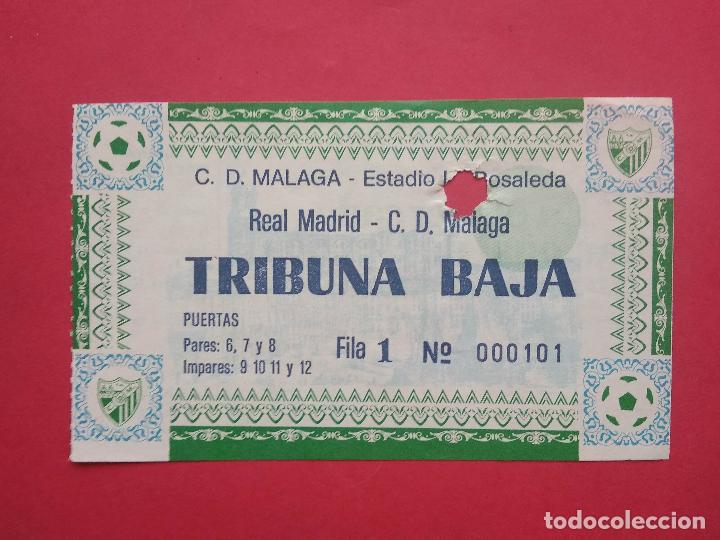 C. D. MALAGA - Estadio La Rosaleda
Real Madrid - C. D. Malaga
TRIBUNA BAJA
PUERTAS
Pares: 6, 7 y 8
Impares: 9 10 11 y 12
Fila 1 Nº 000101
todocoleccion